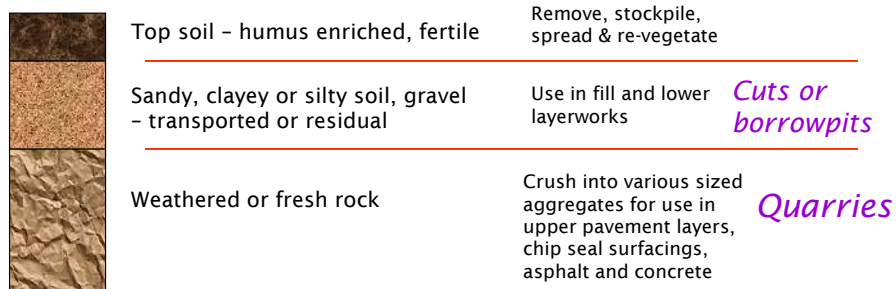 Top soil – humus enriched, fertile
Remove, stockpile,
spread & re-vegetate
Sandy, clayey or silty soil, gravel
– transported or residual
Use in fill and lower
layerworks
Cuts or
borrowpits
Weathered or fresh rock
Crush into various sized
aggregates for use in
upper pavement layers,
chip seal surfacings,
asphalt and concrete
Quarries